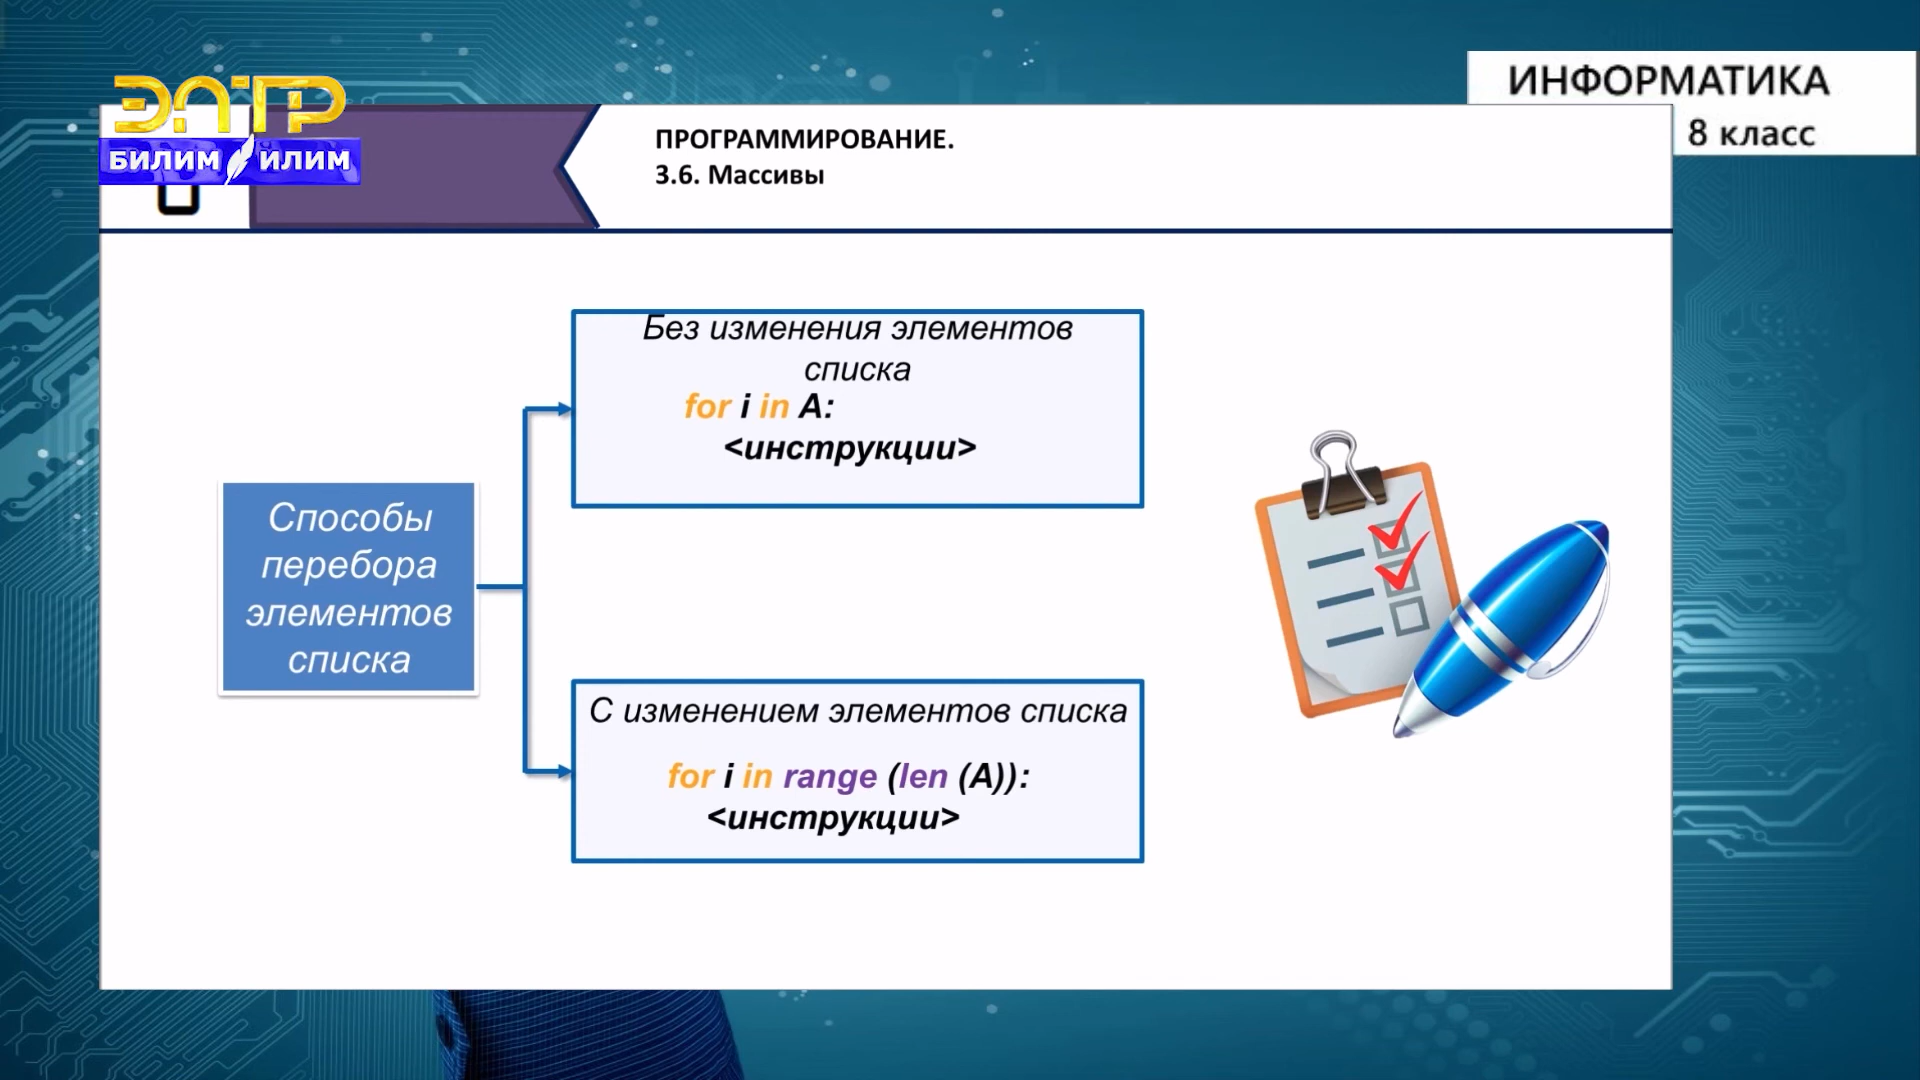 ЭЛТР
БИЛИМ ИЛИМ
ИНФОРМАТИКА
8 класс
ПРОГРАММИРОВАНИЕ.
3.6. Массивы
Способы
перебора
элементов
списка
Без изменения элементов
списка
for i in A:
<инструкции>
С изменением элементов списка
for i in range (len (A)):
<инструкции>